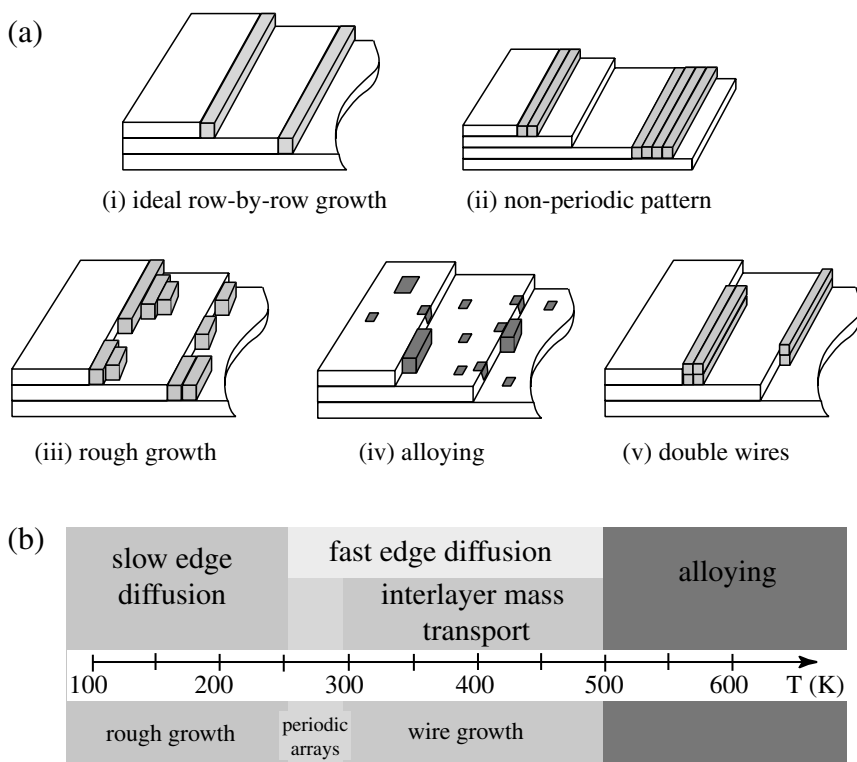 (a)
(i) ideal row-by-row growth
(ii) non-periodic pattern
(iii) rough growth
(iv) alloying
(v) double wires
(b)
slow edge
diffusion
fast edge diffusion
interlayer mass
transport
alloying
100 200 300 400 500 600 T (K)
rough growth
periodic
arrays
wire growth